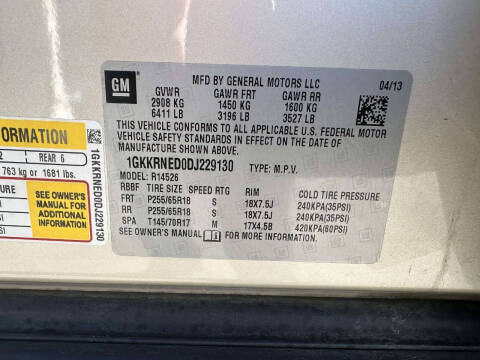 GM
MFD BY GENERAL MOTORS LLC
04/13
GVWR GAWR FRT GAWR RR
2908 KG 1450 KG 1600 KG
6411 LB 3196 LB 3527 LB
THIS VEHICLE CONFORMS TO ALL APPLICABLE U.S. FEDERAL MOTOR
VEHICLE SAFETY STANDARDS IN EFFECT ON THE DATE OF
MANUFACTURE SHOWN ABOVE.
1GKKRNED0DJ229130 TYPE: M.P.V.
MODEL: R14526
TIRE SIZE SPEED RTG RIM COLD TIRE PRESSURE
FRT P255/65R18 S 18X7.5J 240KPA(35PSI)
RR P255/65R18 S 18X7.5J 240KPA(35PSI)
SPA T145/70R17 M 17X4.5B 420KPA(60PSI)
SEE OWNER'S MANUAL FOR MORE INFORMATION.
ORMATION
2 REAR 6
763 kg or 1681 lbs.
SURE
SI
SI
SEE OWNER'S
MANUAL FOR
ADDITIONAL
INFORMATION
1GKKRNED0DJ229130